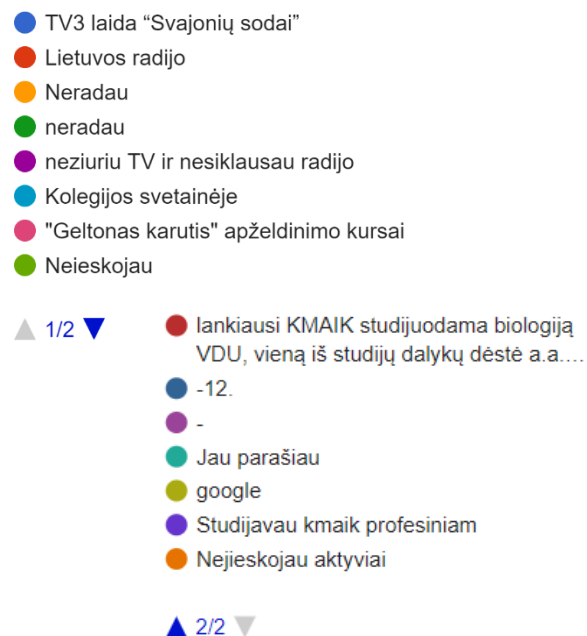 TV3 laida “Svajonių sodai”
Lietuvos radijo
Neradau
neradau
neziuriu TV ir nesiklausau radijo
Kolegijos svetainėje
"Geltonas karutis" apželdinimo kursai
Neieskojau
1/2
lankiausi KMAIK studijuodama biologiją
VDU, vieną iš studijų dalykų dėstė a.a.…
-12.
-
Jau parašiau
google
Studijavau kmaik profesiniam
Nejieskojau aktyviai
2/2